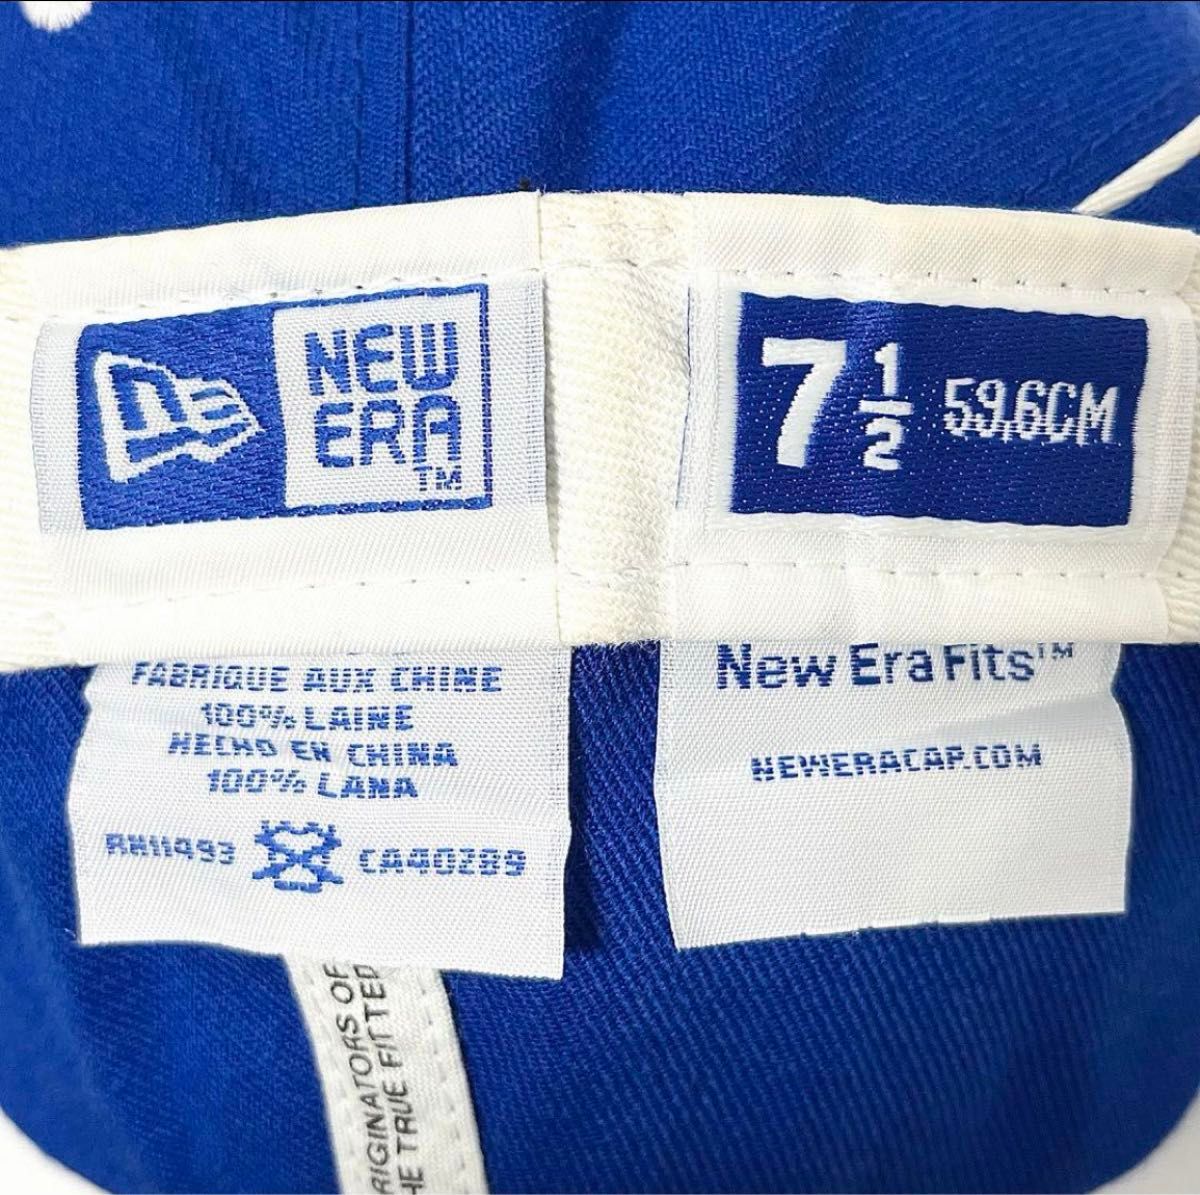 NEW
ERA
TM
7 1/2 59,6CM
FABRIQUE AUX CHINE
100% LAINE
HECHO EN CHINA
100% LANA
RN11493 CA40289
New Era Fits™
NEWERACAP.COM
ORIGINATORS OF
THE TRUE FITTED